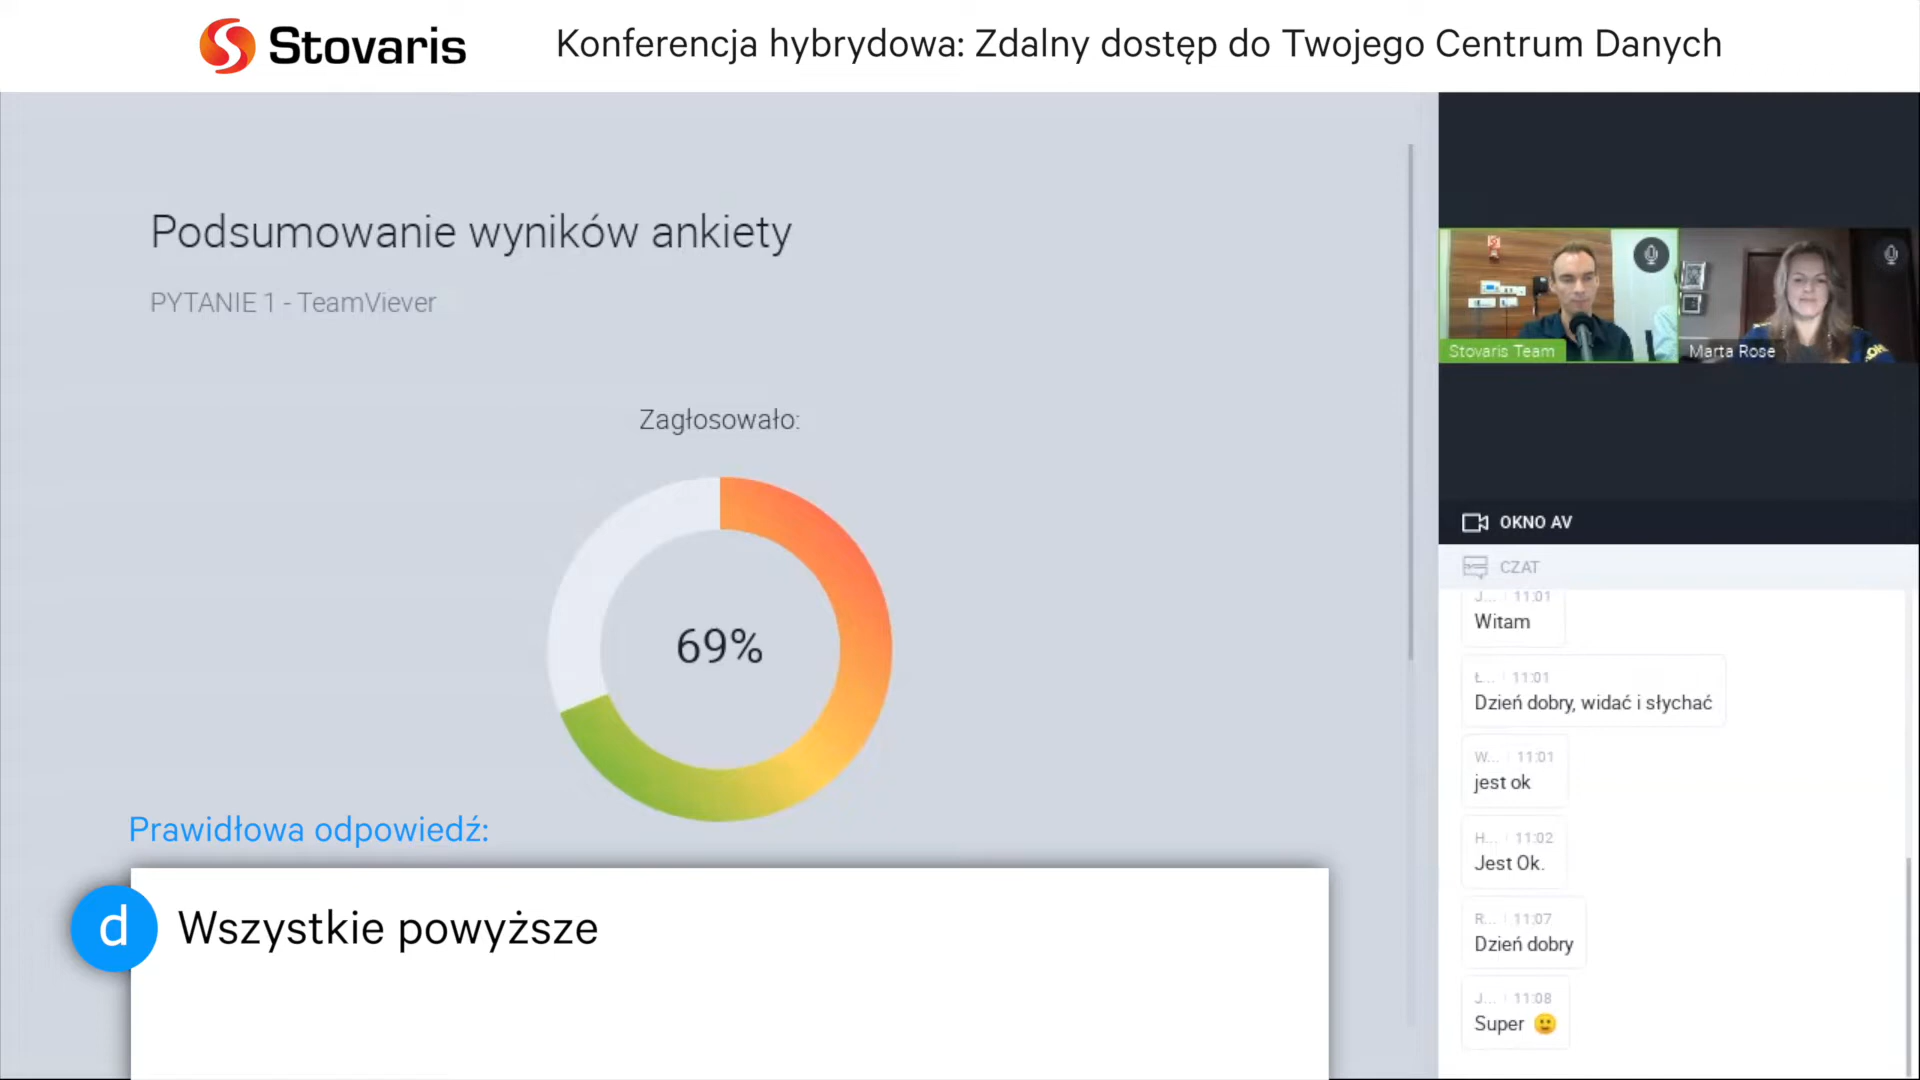 Stovaris
Konferencja hybrydowa: Zdalny dostęp do Twojego Centrum Danych
Podsumowanie wyników ankiety
PYTANIE 1 - TeamViever
Zagłosowało:
69%
Prawidłowa odpowiedź:
d
Wszystkie powyższe
Stovaris Team
Marta Rose
OKNO AV
CZAT
J... 11:01
Witam
Ł... 11:01
Dzień dobry, widać i słychać
W... 11:01
jest ok
H... 11:02
Jest Ok.
R... 11:07
Dzień dobry
J... 11:08
Super 🙂